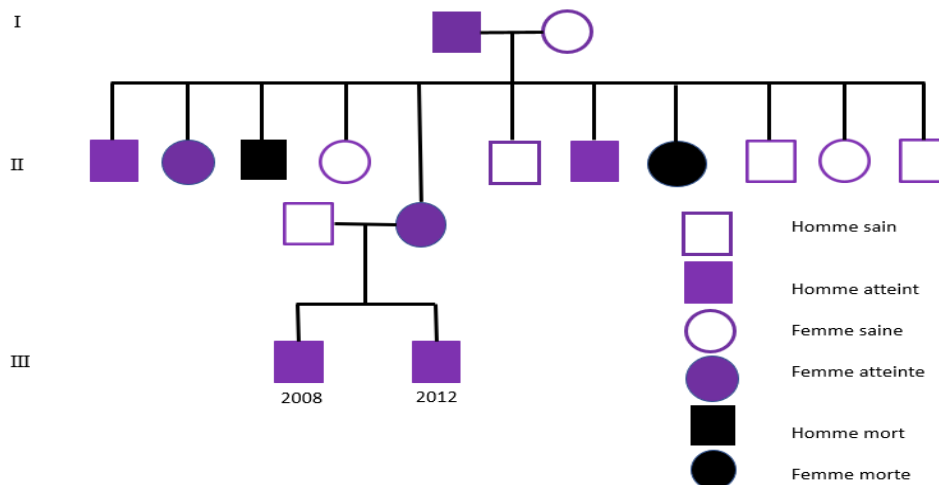 I
II
Homme sain
Homme atteint
Femme saine
III
Femme atteinte
2008
2012
Homme mort
Femme morte